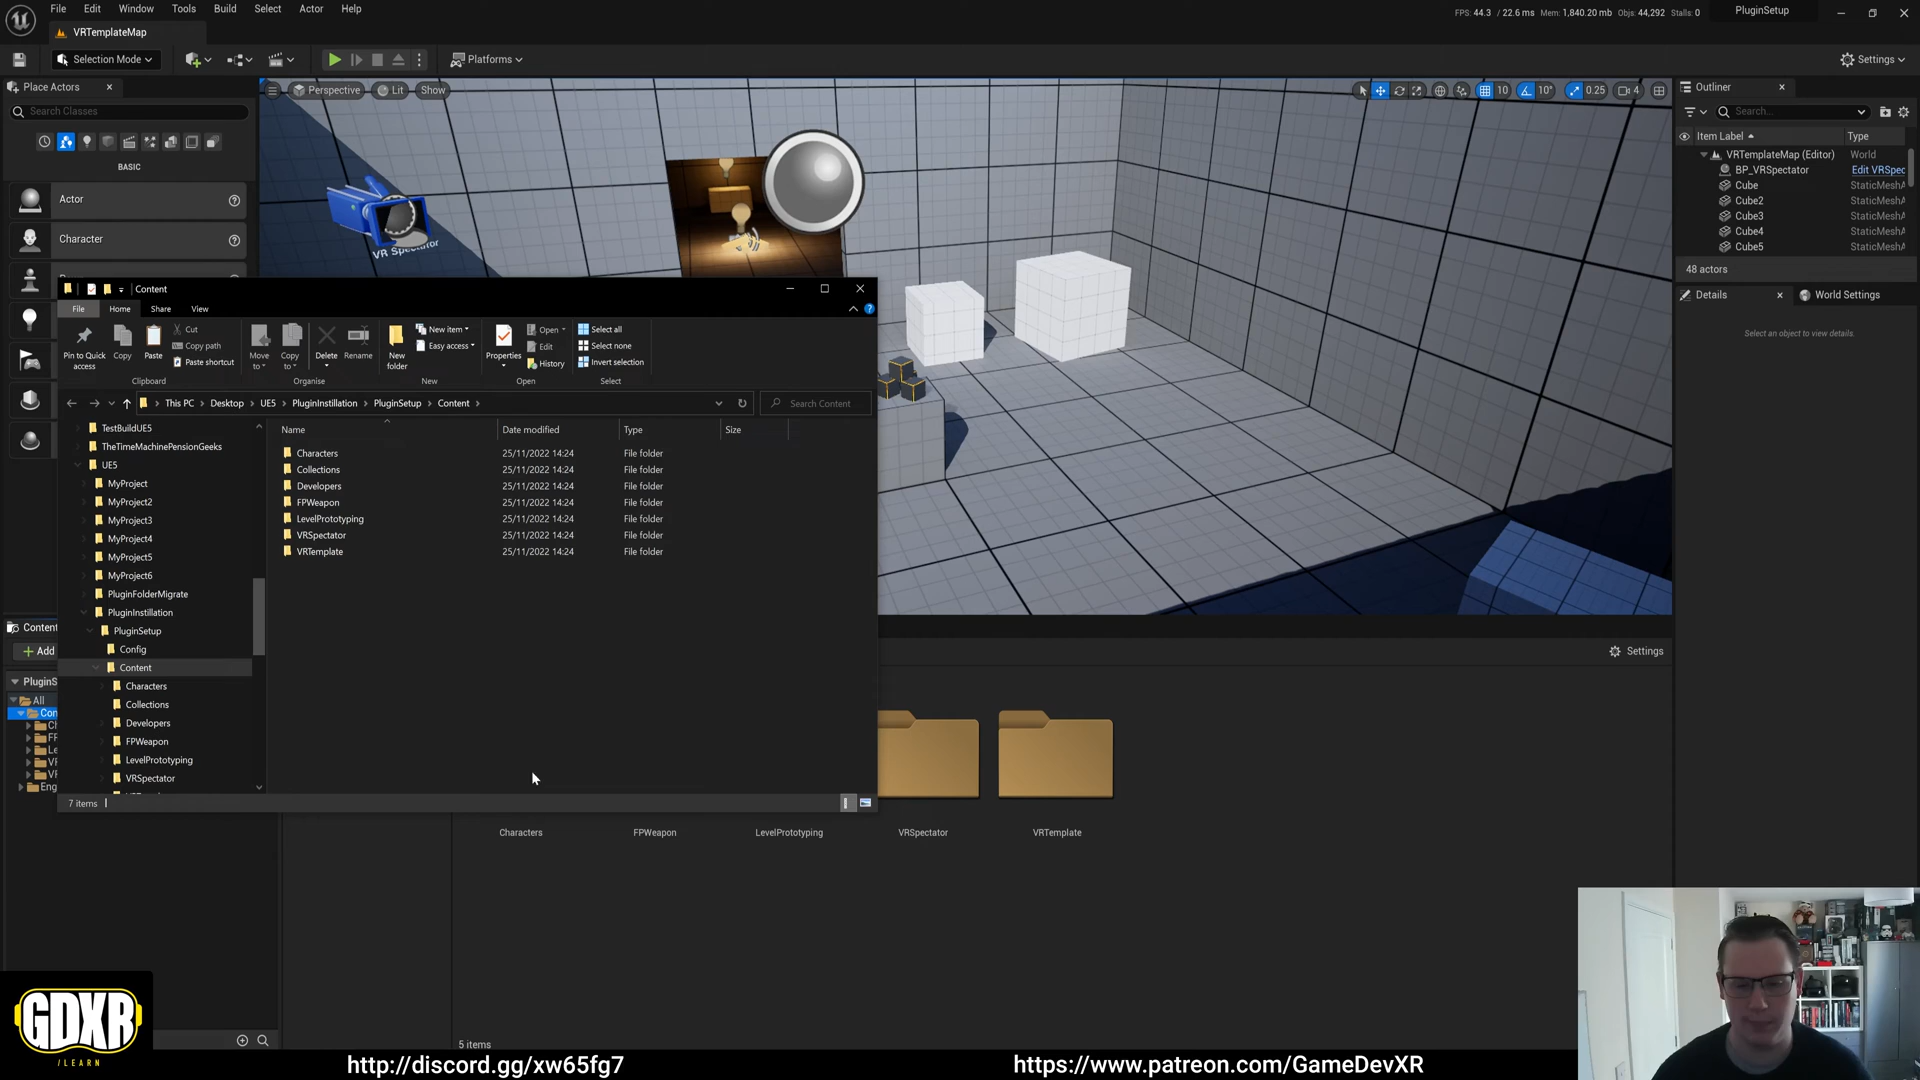 File Edit Window Tools Build Select Actor Help
FPS: 44.3 / 22.6 ms Mem: 1,840.20 mb Objs: 44,292 Stalls: 0
PluginSetup
VRTemplateMap
Selection Mode
Platforms
Settings
Place Actors
Perspective Lit Show
10 10° 0.25 4
Outliner
Search Classes
Search...
Item Label Type
BASIC
VRTemplateMap (Editor) World
BP_VRSpectator Edit VRSpec
Cube StaticMeshA
Cube2 StaticMeshA
Cube3 StaticMeshA
Cube4 StaticMeshA
Cube5 StaticMeshA
Actor
Character
VR Spectator
48 actors
Details World Settings
Select an object to view details.
Content
File Home Share View
Pin to Quick access
Copy
Paste
Cut
Copy path
Paste shortcut
Move to
Copy to
Delete
Rename
New folder
New item
Easy access
Properties
Open
Edit
History
Select all
Select none
Invert selection
Clipboard Organise New Open Select
This PC Desktop UE5 PluginInstillation PluginSetup Content
Search Content
Name Date modified Type Size
Characters 25/11/2022 14:24 File folder
Collections 25/11/2022 14:24 File folder
Developers 25/11/2022 14:24 File folder
FPWeapon 25/11/2022 14:24 File folder
LevelPrototyping 25/11/2022 14:24 File folder
VRSpectator 25/11/2022 14:24 File folder
VRTemplate 25/11/2022 14:24 File folder
TestBuildUE5
TheTimeMachinePensionGeeks
UE5
MyProject
MyProject2
MyProject3
MyProject4
MyProject5
MyProject6
PluginFolderMigrate
PluginInstillation
PluginSetup
Config
Content
Characters
Collections
Developers
FPWeapon
LevelPrototyping
VRSpectator
7 items
Content
Add
Settings
PluginS
All
Con
Ch
FP
Le
VR
VR
Eng
Characters FPWeapon LevelPrototyping VRSpectator VRTemplate
5 items
GDXR
/LEARN
http://discord.gg/xw65fg7
https://www.patreon.com/GameDevXR